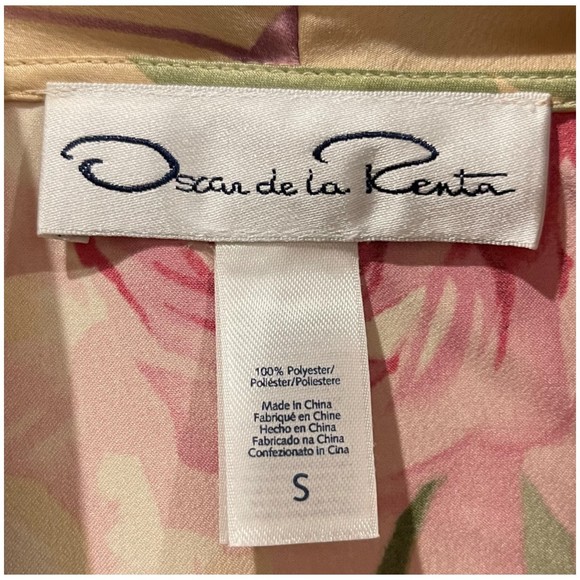 Oscar de la Renta
100% Polyester/
Poliéster/Poliestere
Made in China
Fabriqué en Chine
Hecho en China
Fabricado na China
Confezionato in Cina
S